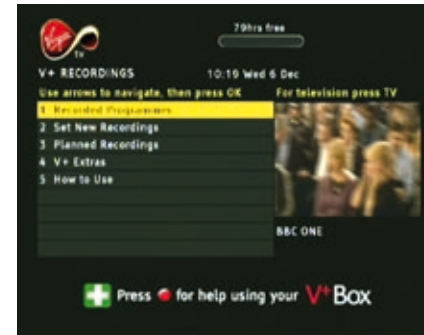 Virgin
TV
79hrs free
V+ RECORDINGS
10:19 Wed 6 Dec
Use arrows to navigate, then press OK
For television press TV
1 Recorded Programmes
2 Set New Recordings
3 Planned Recordings
4 V+ Extras
5 How to Use
BBC ONE
Press for help using your V+ Box